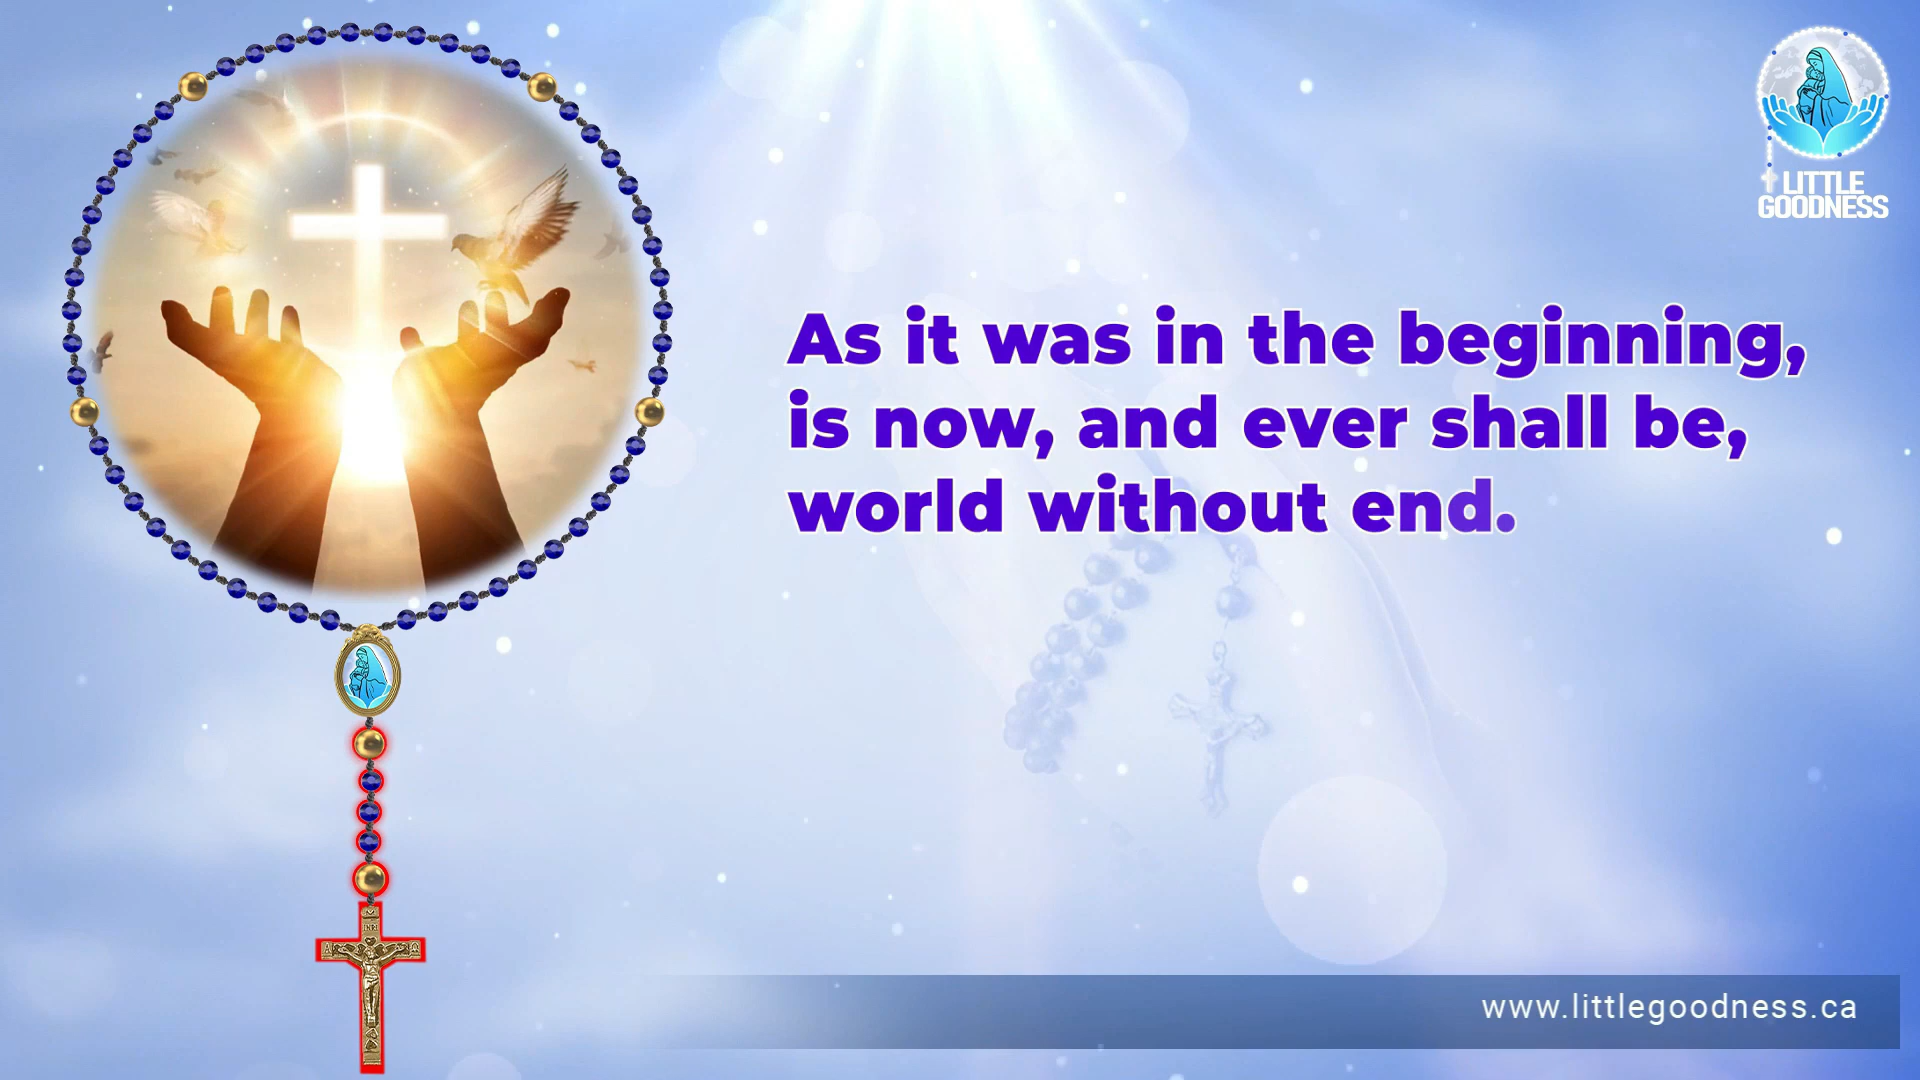 LITTLE
GOODNESS
As it was in the beginning,
is now, and ever shall be,
world without end.
INRI
www.littlegoodness.ca